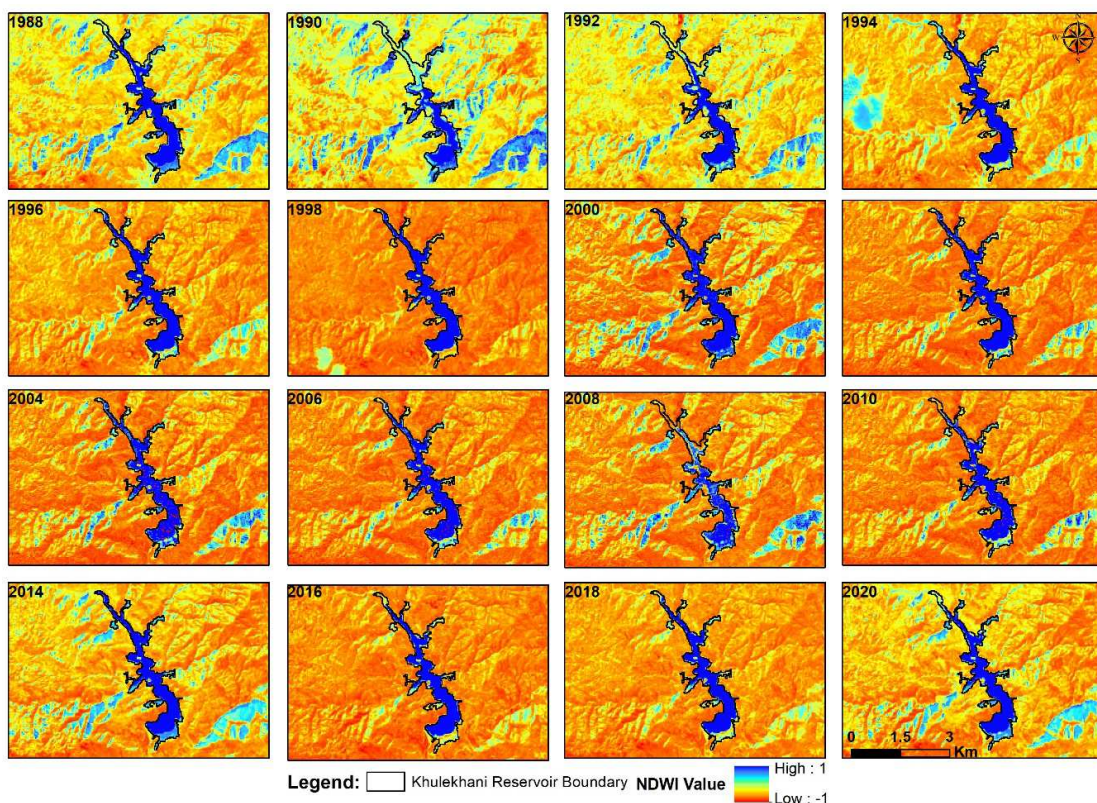 1988 1990 1992 1994
N
W E
S
1996 1998 2000
2004 2006 2008 2010
2014 2016 2018 2020
0 1.5 3
Km
Legend: Khulekhani Reservoir Boundary NDWI Value High : 1
Low : -1